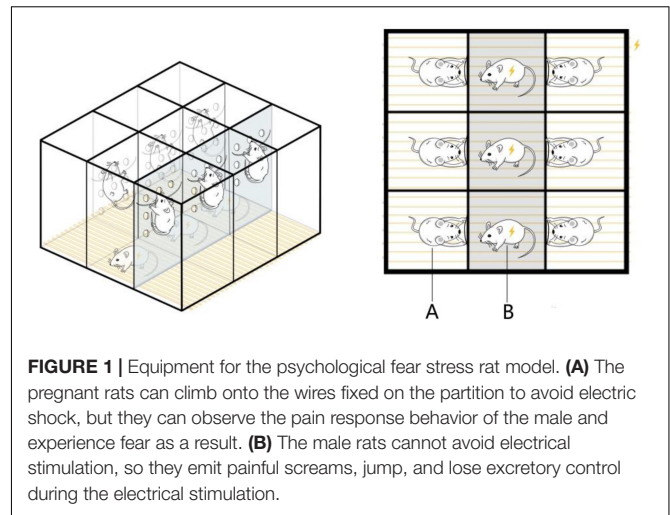 A
B
FIGURE 1 | Equipment for the psychological fear stress rat model. (A) The
pregnant rats can climb onto the wires fixed on the partition to avoid electric
shock, but they can observe the pain response behavior of the male and
experience fear as a result. (B) The male rats cannot avoid electrical
stimulation, so they emit painful screams, jump, and lose excretory control
during the electrical stimulation.